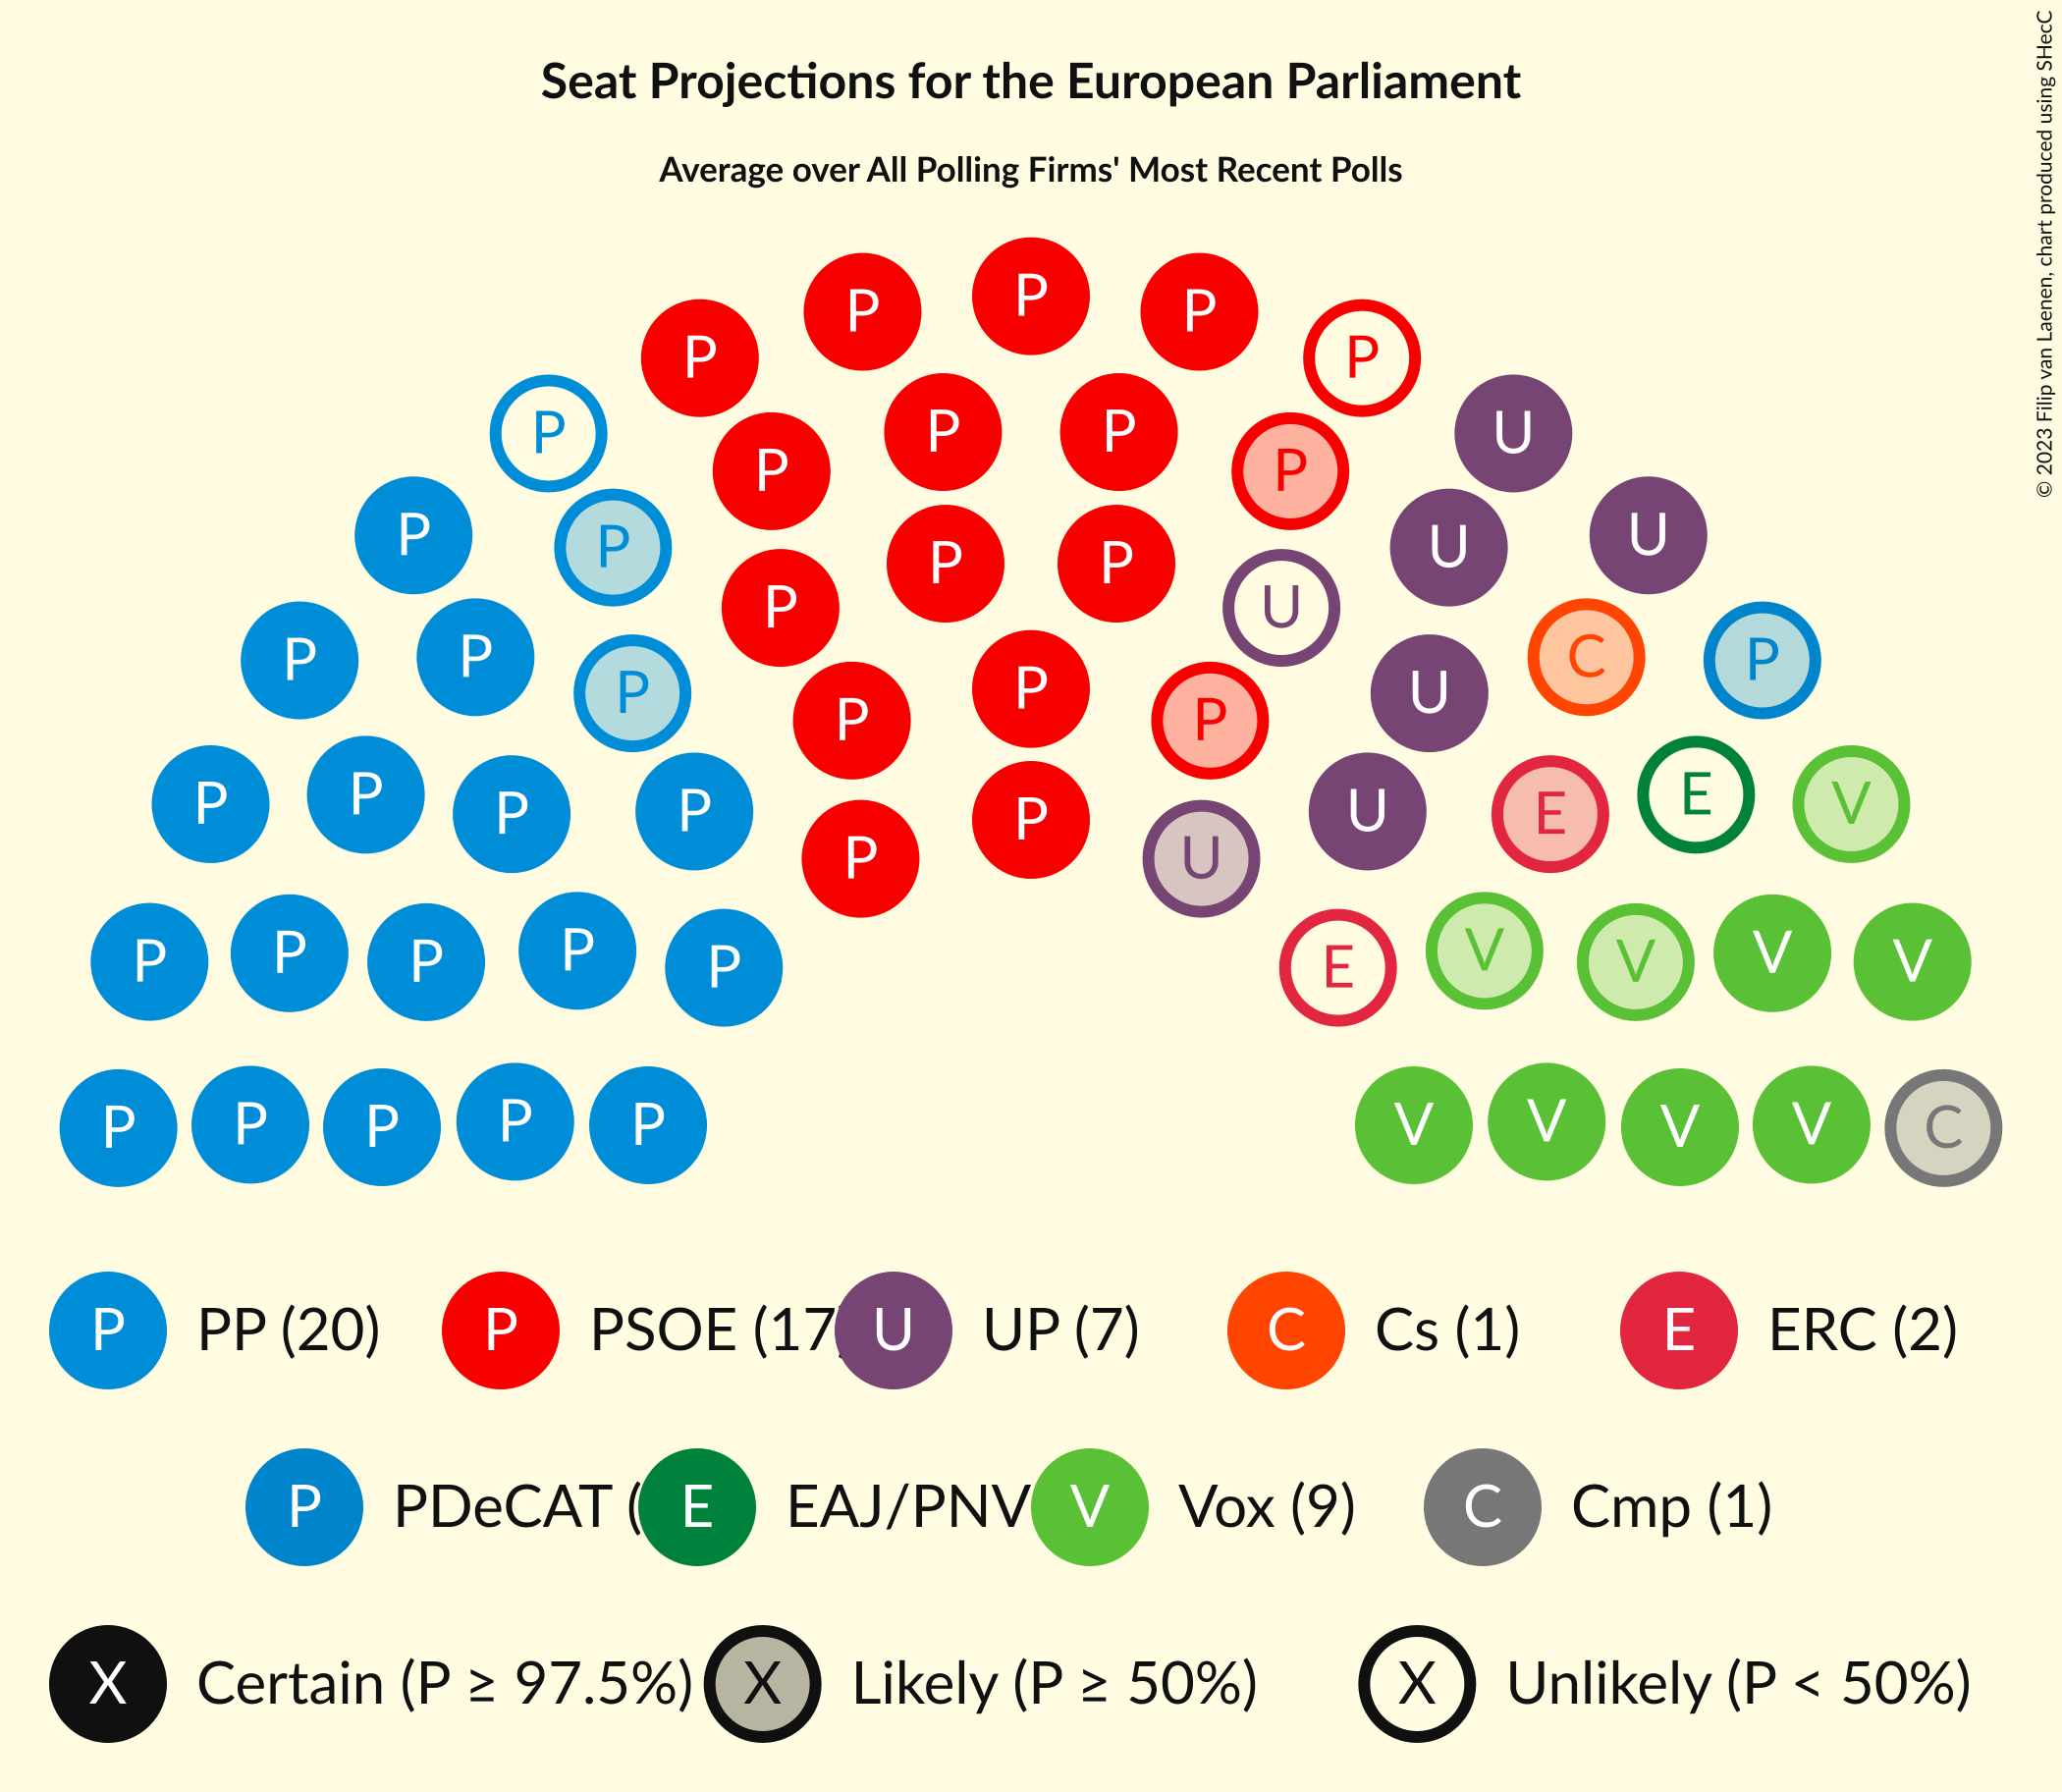 Seat Projections for the European Parliament
Average over All Polling Firms' Most Recent Polls
© 2023 Filip van Laenen, chart produced using SHecC
P P P
P P
P P P
P P
P U
P P P U U
P P U
P U
P P C P
P P P
P U
P P E V
P P P P E V
P U
P P P P P E V V V V
P P P P P V V V V C
P PP (20) P PSOE (17 U UP (7) C Cs (1) E ERC (2)
P PDeCAT ( E EAJ/PNV V Vox (9) C Cmp (1)
X Certain (P ≥ 97.5%) X Likely (P ≥ 50%) X Unlikely (P < 50%)